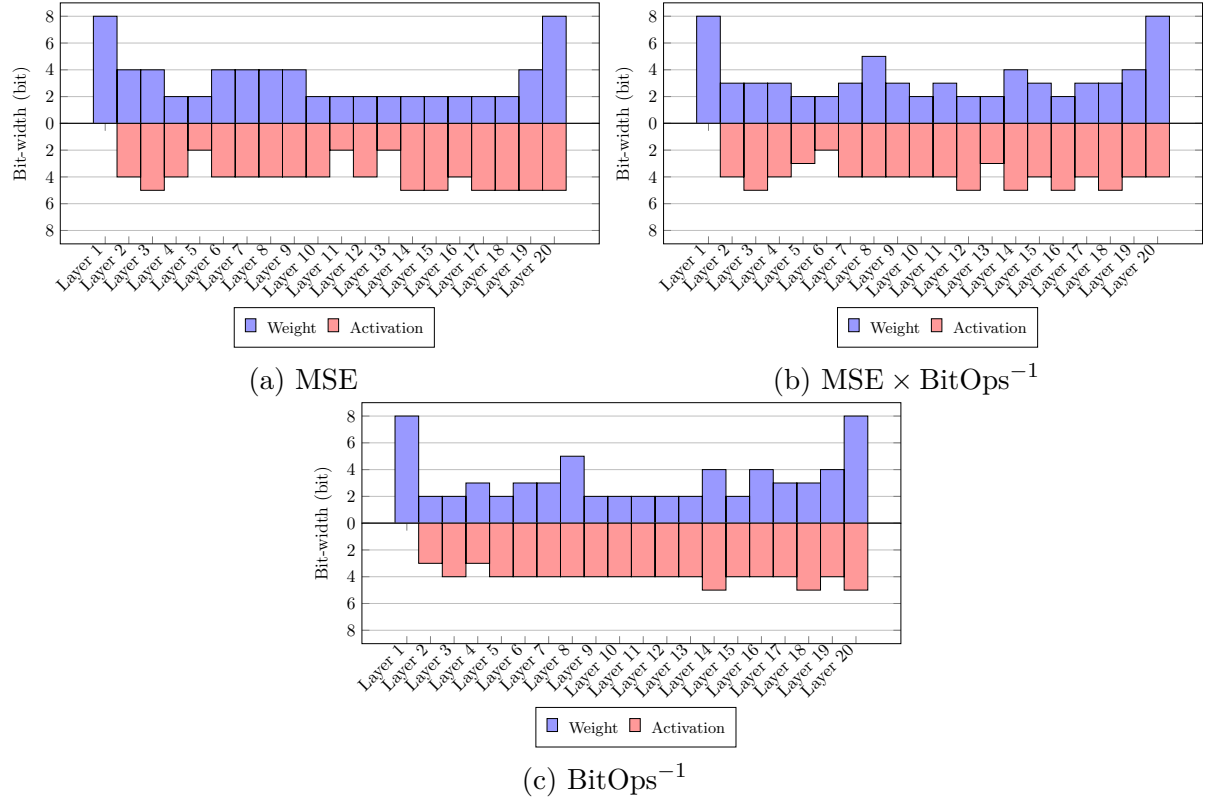 Bit-width (bit)
8
6
4
2
0
2
4
6
8
Layer 1
Layer 2
Layer 3
Layer 4
Layer 5
Layer 6
Layer 7
Layer 8
Layer 9
Layer 10
Layer 11
Layer 12
Layer 13
Layer 14
Layer 15
Layer 16
Layer 17
Layer 18
Layer 19
Layer 20
Weight Activation
(a) MSE
Bit-width (bit)
8
6
4
2
0
2
4
6
8
Layer 1
Layer 2
Layer 3
Layer 4
Layer 5
Layer 6
Layer 7
Layer 8
Layer 9
Layer 10
Layer 11
Layer 12
Layer 13
Layer 14
Layer 15
Layer 16
Layer 17
Layer 18
Layer 19
Layer 20
Weight Activation
(b) MSE × BitOps⁻¹
Bit-width (bit)
8
6
4
2
0
2
4
6
8
Layer 1
Layer 2
Layer 3
Layer 4
Layer 5
Layer 6
Layer 7
Layer 8
Layer 9
Layer 10
Layer 11
Layer 12
Layer 13
Layer 14
Layer 15
Layer 16
Layer 17
Layer 18
Layer 19
Layer 20
Weight Activation
(c) BitOps⁻¹